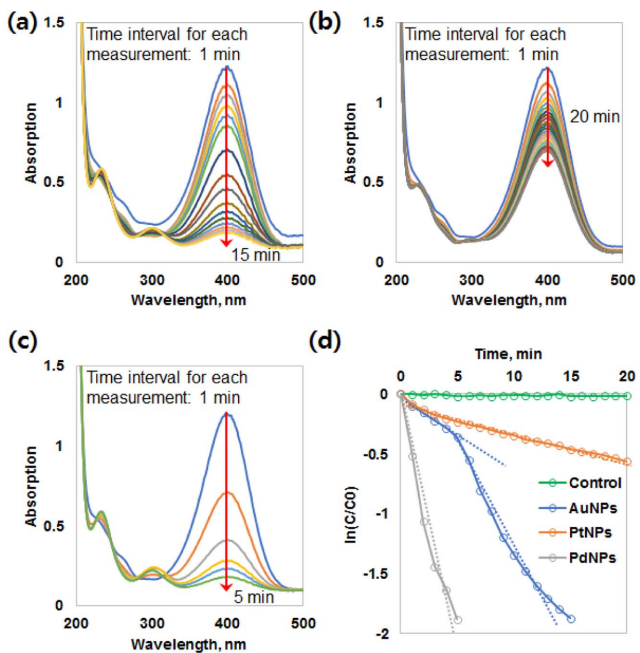 (a)
Time interval for each
measurement: 1 min
1.5
1
0.5
0
Absorption
15 min
200 300 400 500
Wavelength, nm
(b)
Time interval for each
measurement: 1 min
1.5
1
0.5
0
Absorption
20 min
200 300 400 500
Wavelength, nm
(c)
Time interval for each
measurement: 1 min
1.5
1
0.5
0
Absorption
5 min
200 300 400 500
Wavelength, nm
(d)
Time, min
0 5 10 15 20
0
-0.5
-1
-1.5
-2
ln(C/C0)
Control
AuNPs
PtNPs
PdNPs